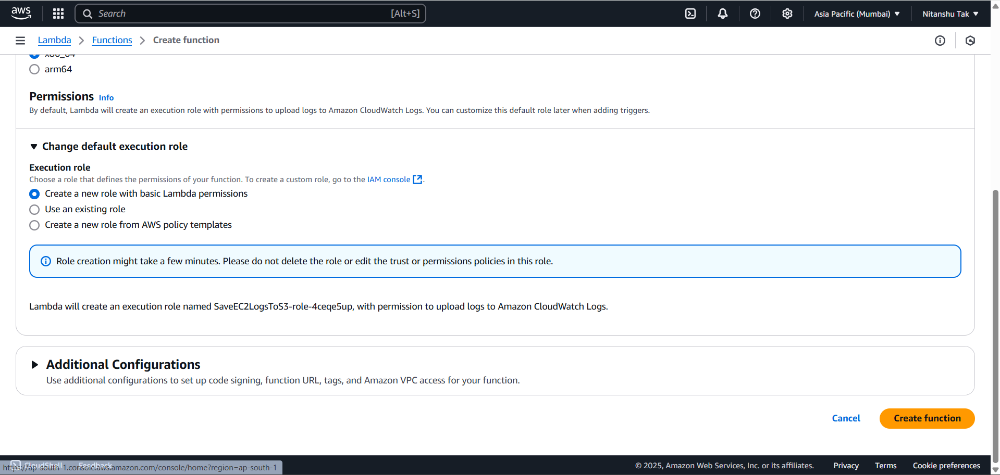 aws
Search [Alt+S]
Asia Pacific (Mumbai)
Nitanshu Tak
Lambda
Functions
Create function
x86_64
arm64
Permissions Info
By default, Lambda will create an execution role with permissions to upload logs to Amazon CloudWatch Logs. You can customize this default role later when adding triggers.
Change default execution role
Execution role
Choose a role that defines the permissions of your function. To create a custom role, go to the IAM console .
Create a new role with basic Lambda permissions
Use an existing role
Create a new role from AWS policy templates
Role creation might take a few minutes. Please do not delete the role or edit the trust or permissions policies in this role.
Lambda will create an execution role named SaveEC2LogsToS3-role-4ceqe5up, with permission to upload logs to Amazon CloudWatch Logs.
Additional Configurations
Use additional configurations to set up code signing, function URL, tags, and Amazon VPC access for your function.
Cancel
Create function
CloudShell Feedback
https://ap-south-1.console.aws.amazon.com/console/home?region=ap-south-1
© 2025, Amazon Web Services, Inc. or its affiliates.
Privacy
Terms
Cookie preferences